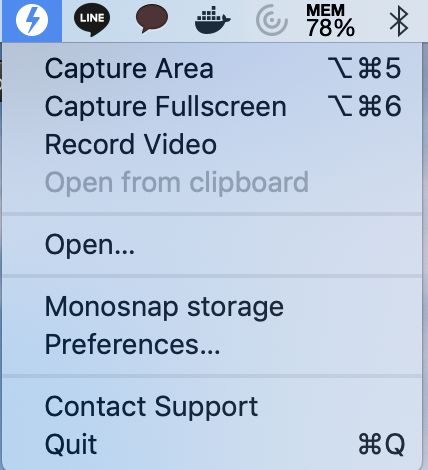 LINE
MEM
78%
Capture Area ⌥⌘5
Capture Fullscreen ⌥⌘6
Record Video
Open from clipboard
Open...
Monosnap storage
Preferences...
Contact Support
Quit ⌘Q